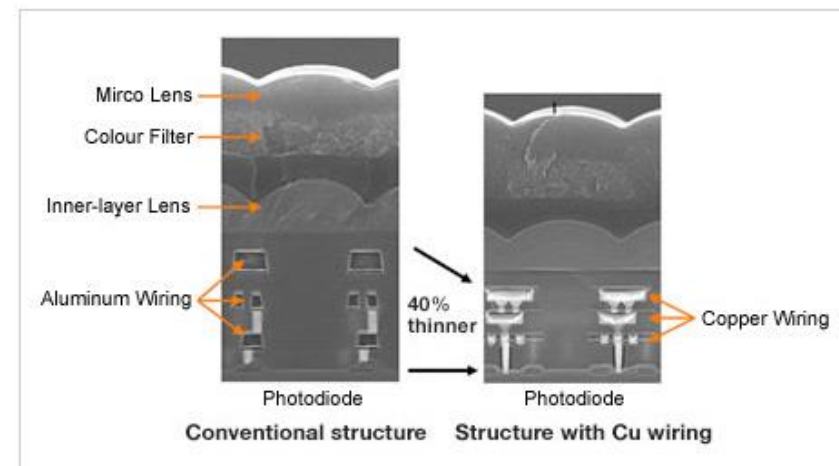 Mirco Lens
Colour Filter
Inner-layer Lens
Aluminum Wiring
40%
thinner
Copper Wiring
Photodiode
Photodiode
Conventional structure
Structure with Cu wiring